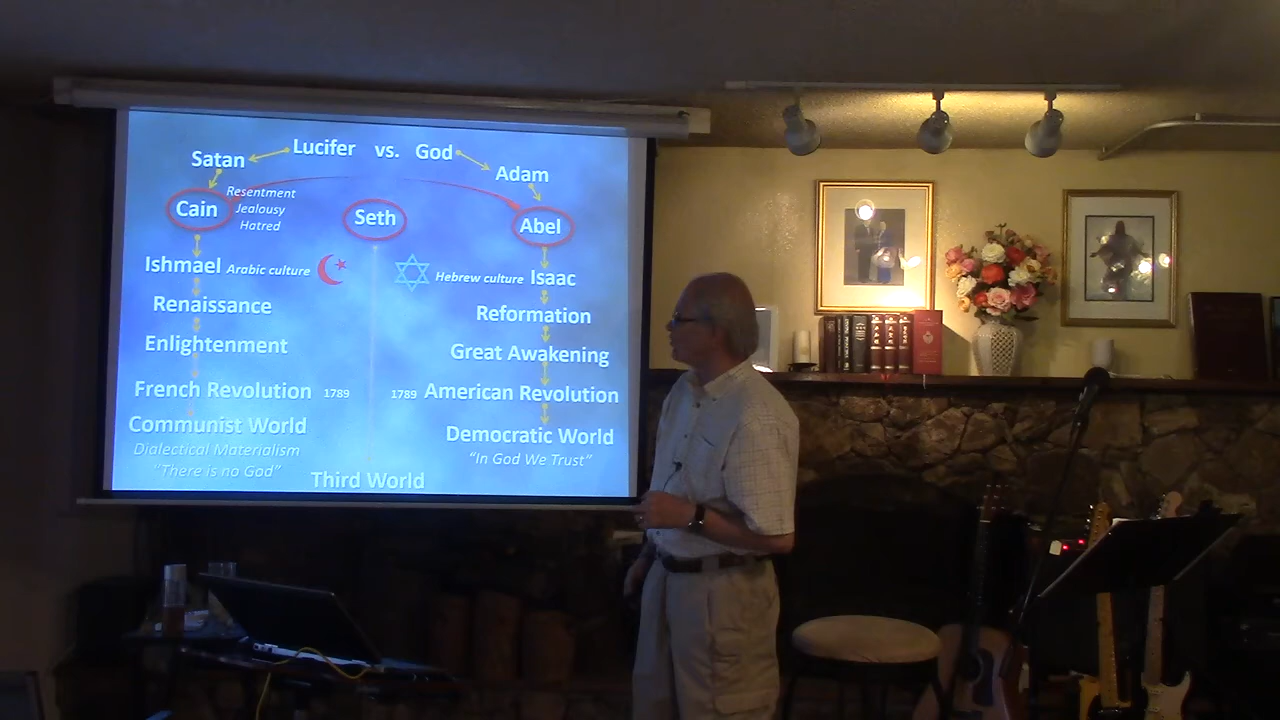 Lucifer vs. God
Satan
Adam
Resentment
Jealousy
Hatred
Cain
Seth
Abel
Ishmael Arabic culture
Hebrew culture Isaac
Renaissance
Reformation
Enlightenment
Great Awakening
French Revolution 1789
1789 American Revolution
Communist World
Democratic World
Dialectical Materialism
"In God We Trust"
"There is no God"
Third World